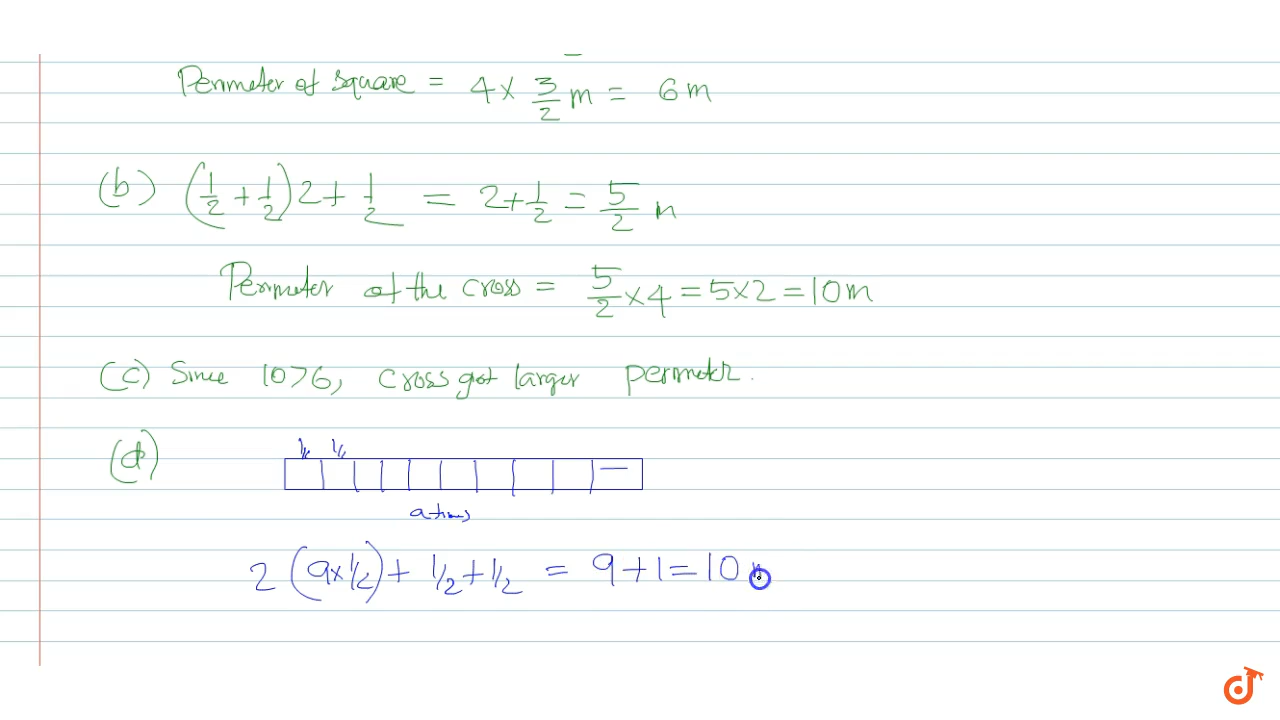 Perimeter of square = 4 × 3/2 m = 6 m
(b) (1/2 + 1/2) 2 + 1/2 = 2 + 1/2 = 5/2 m
Perimeter of the cross = 5/2 × 4 = 5 × 2 = 10 m
(c) Since 10 > 6, cross got larger perimeter.
(d)
1/2 1/2
9 times
2 (9 × 1/2) + 1/2 + 1/2 = 9 + 1 = 10